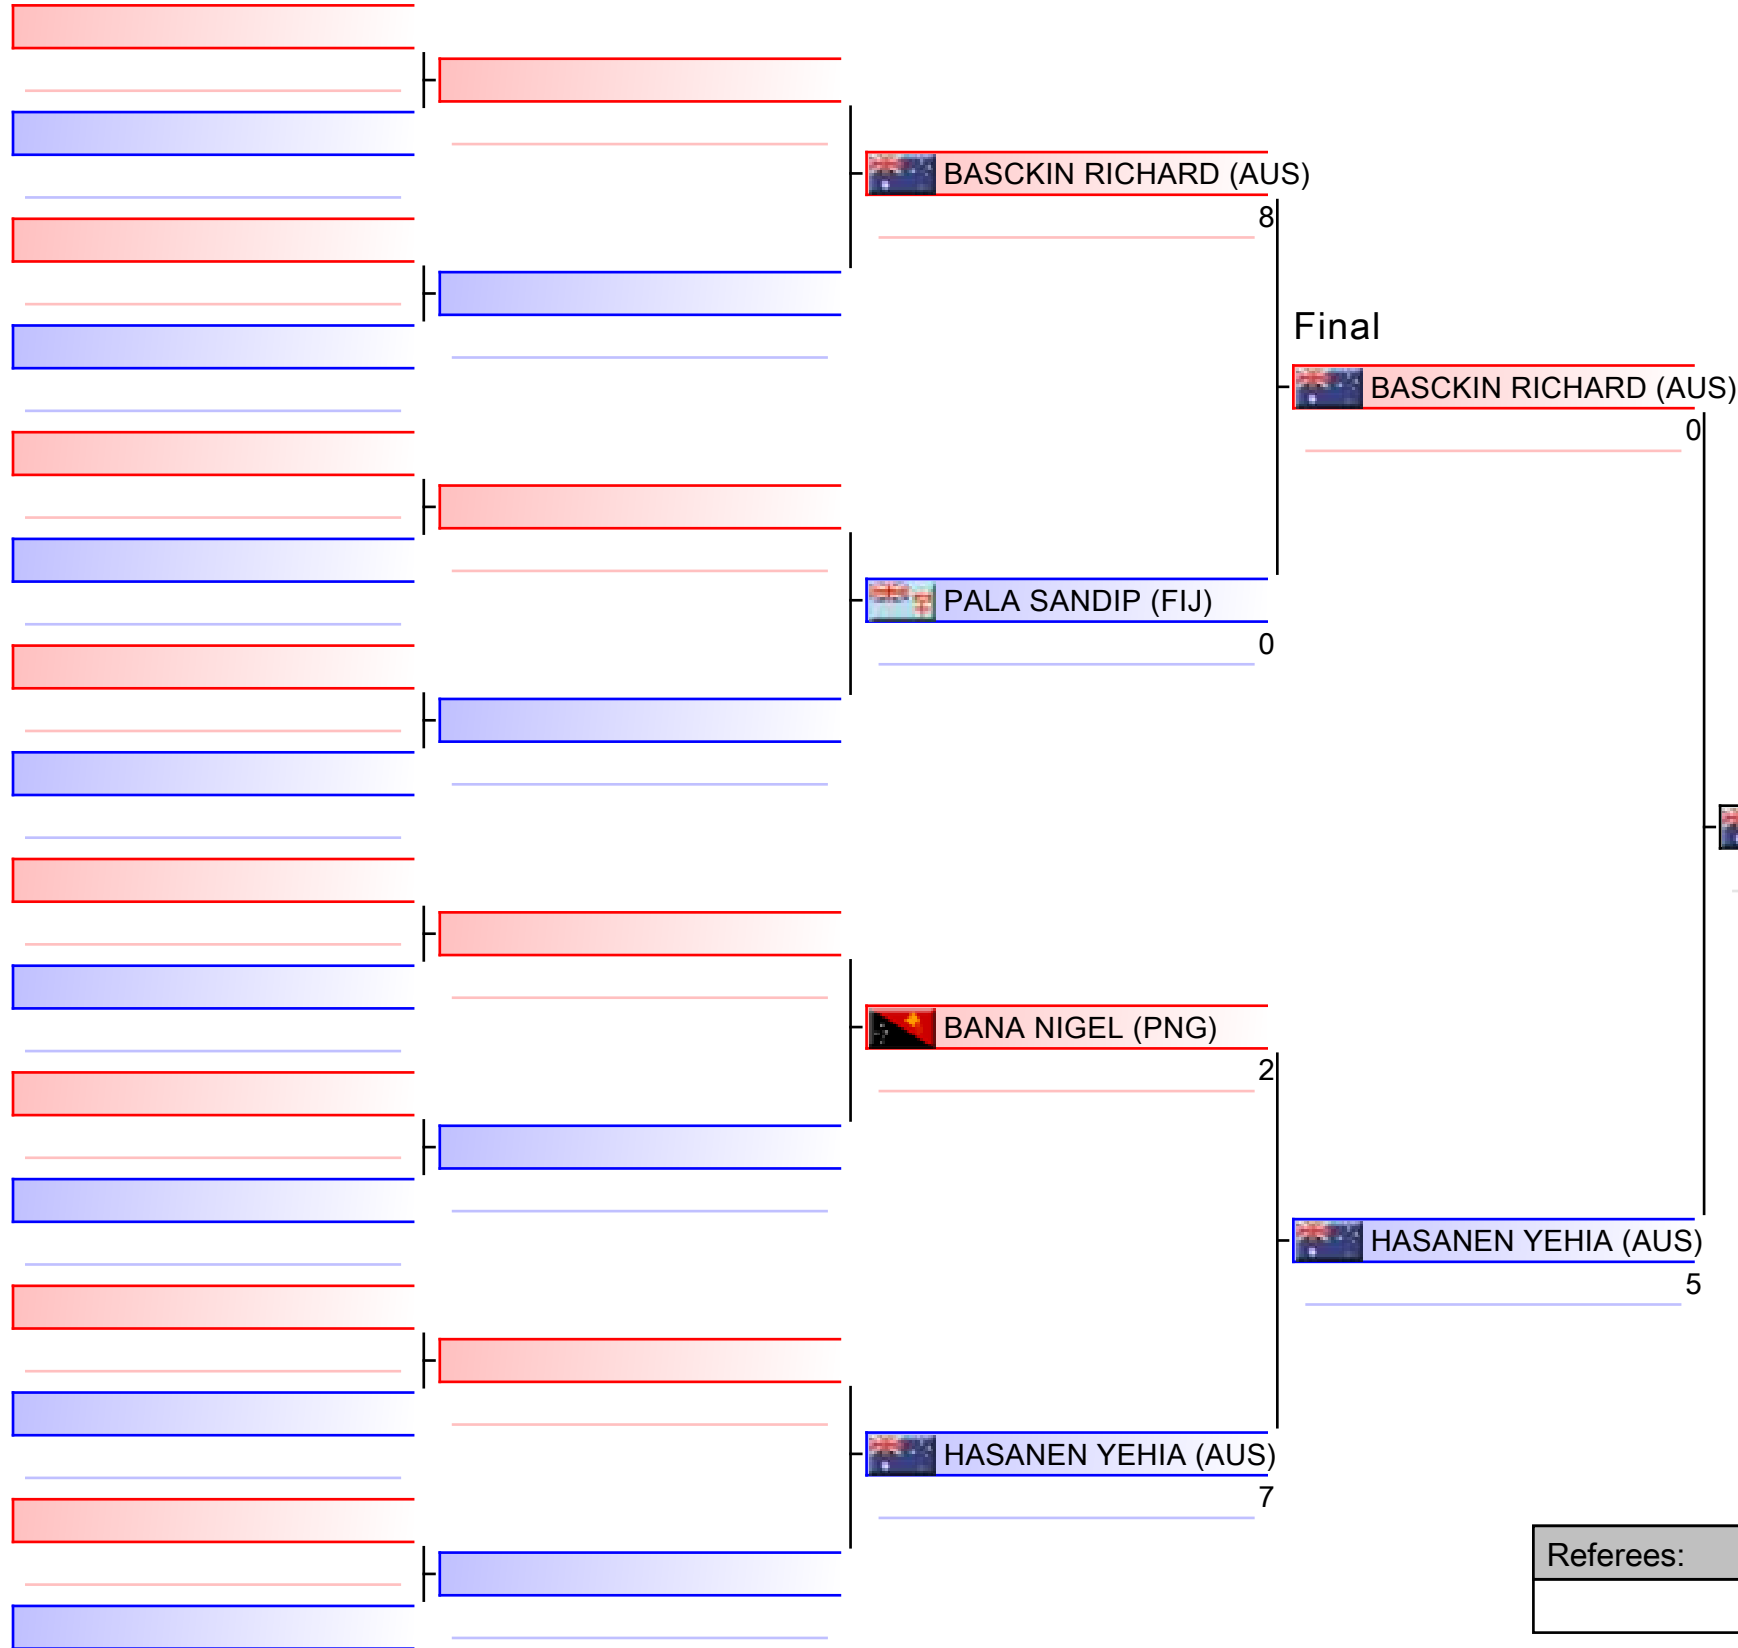 BASCKIN RICHARD (AUS)
8
Final
BASCKIN RICHARD (AUS)
0
PALA SANDIP (FIJ)
0
BANA NIGEL (PNG)
2
HASANEN YEHIA (AUS)
5
HASANEN YEHIA (AUS)
7
Referees: